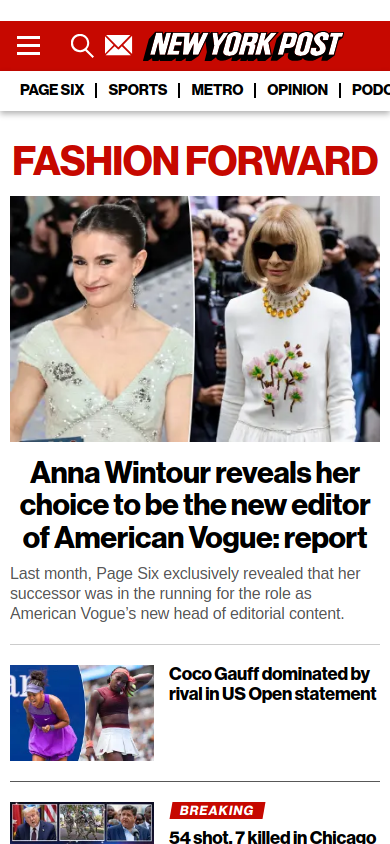 NEW YORK POST
PAGE SIX | SPORTS | METRO | OPINION | PODC
FASHION FORWARD
Anna Wintour reveals her
choice to be the new editor
of American Vogue: report
Last month, Page Six exclusively revealed that her
successor was in the running for the role as
American Vogue’s new head of editorial content.
Coco Gauff dominated by
rival in US Open statement
BREAKING
54 shot, 7 killed in Chicago